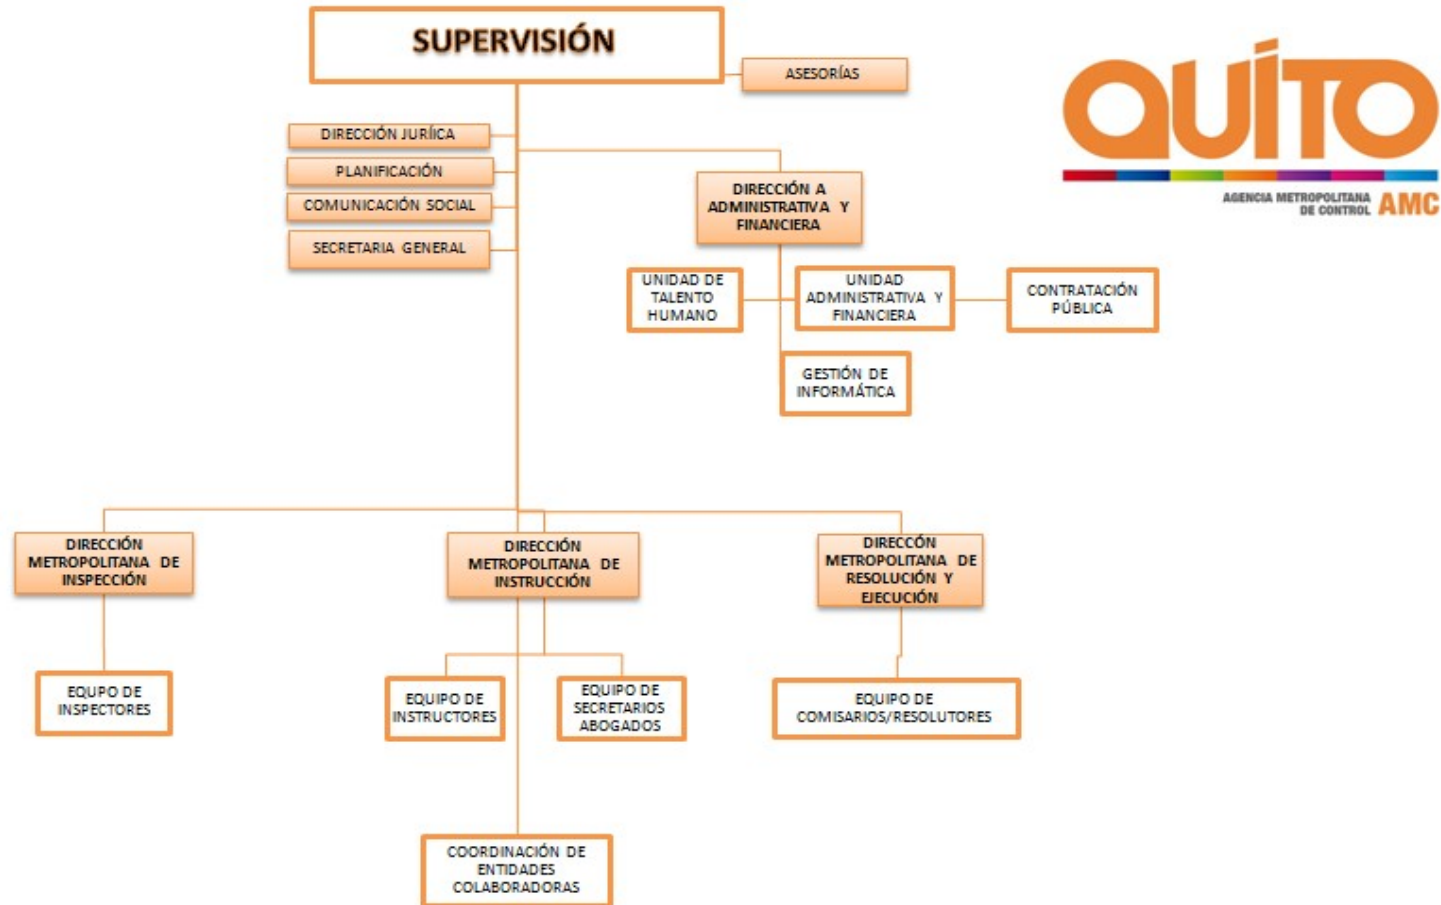 SUPERVISIÓN
ASESORÍAS
QUÍTO
AGENCIA METROPOLITANA
DE CONTROL AMC
DIRECCIÓN JURÍICA
PLANIFICACIÓN
COMUNICACIÓN SOCIAL
SECRETARIA GENERAL
DIRECCIÓN A
ADMINISTRATIVA Y
FINANCIERA
UNIDAD DE
TALENTO
HUMANO
UNIDAD
ADMINISTRATIVA Y
FINANCIERA
CONTRATACIÓN
PÚBLICA
GESTIÓN DE
INFORMÁTICA
DIRECCIÓN
METROPOLITANA DE
INSPECCIÓN
DIRECCIÓN
METROPOLITANA DE
INSTRUCCIÓN
DIRECCÓN
METROPOLITANA DE
RESOLUCIÓN Y
EJECUCIÓN
EQUPO DE
INSPECTORES
EQUIPO DE
INSTRUCTORES
EQUIPO DE
SECRETARIOS
ABOGADOS
EQUIPO DE
COMISARIOS/RESOLUTORES
COORDINACIÓN DE
ENTIDADES
COLABORADORAS